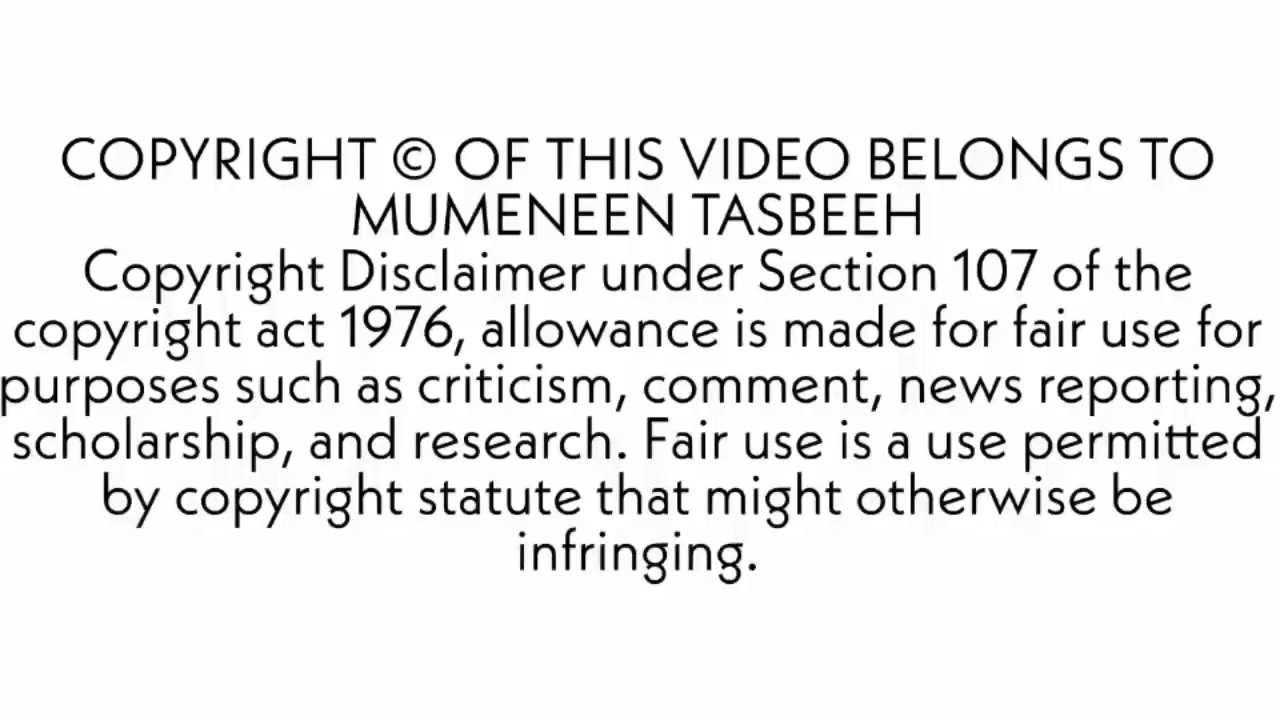 COPYRIGHT © OF THIS VIDEO BELONGS TO
MUMENEEN TASBEEH
Copyright Disclaimer under Section 107 of the
copyright act 1976, allowance is made for fair use for
purposes such as criticism, comment, news reporting,
scholarship, and research. Fair use is a use permitted
by copyright statute that might otherwise be
infringing.